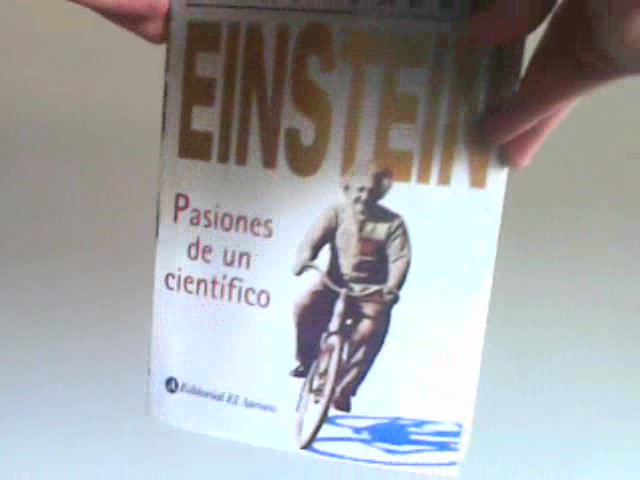 EINSTEIN
Pasiones
de un
científico
Editorial El Ateneo